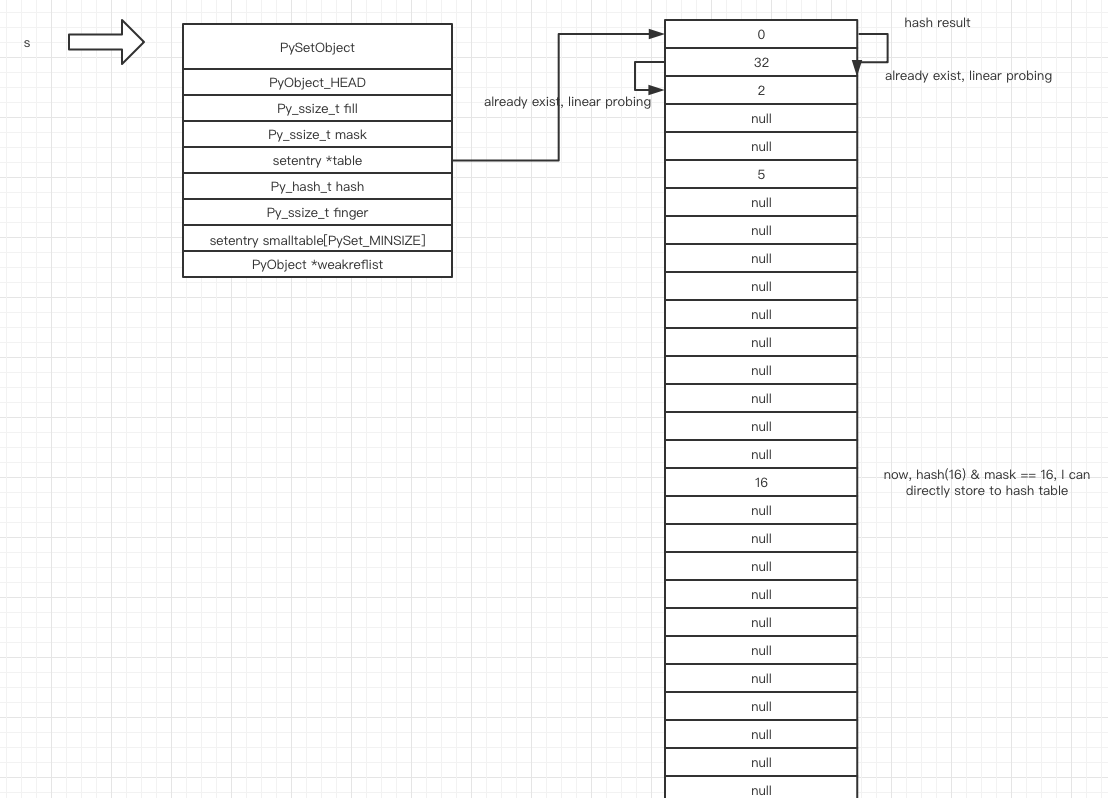 s
PySetObject
PyObject_HEAD
Py_ssize_t fill
Py_ssize_t mask
setentry *table
Py_hash_t hash
Py_ssize_t finger
setentry smalltable[PySet_MINSIZE]
PyObject *weakreflist
already exist, linear probing
0
32
2
null
null
5
null
null
null
null
null
null
null
null
null
null
16
null
null
null
null
null
null
null
null
null
null
null
hash result
already exist, linear probing
now, hash(16) & mask == 16, I can
directly store to hash table